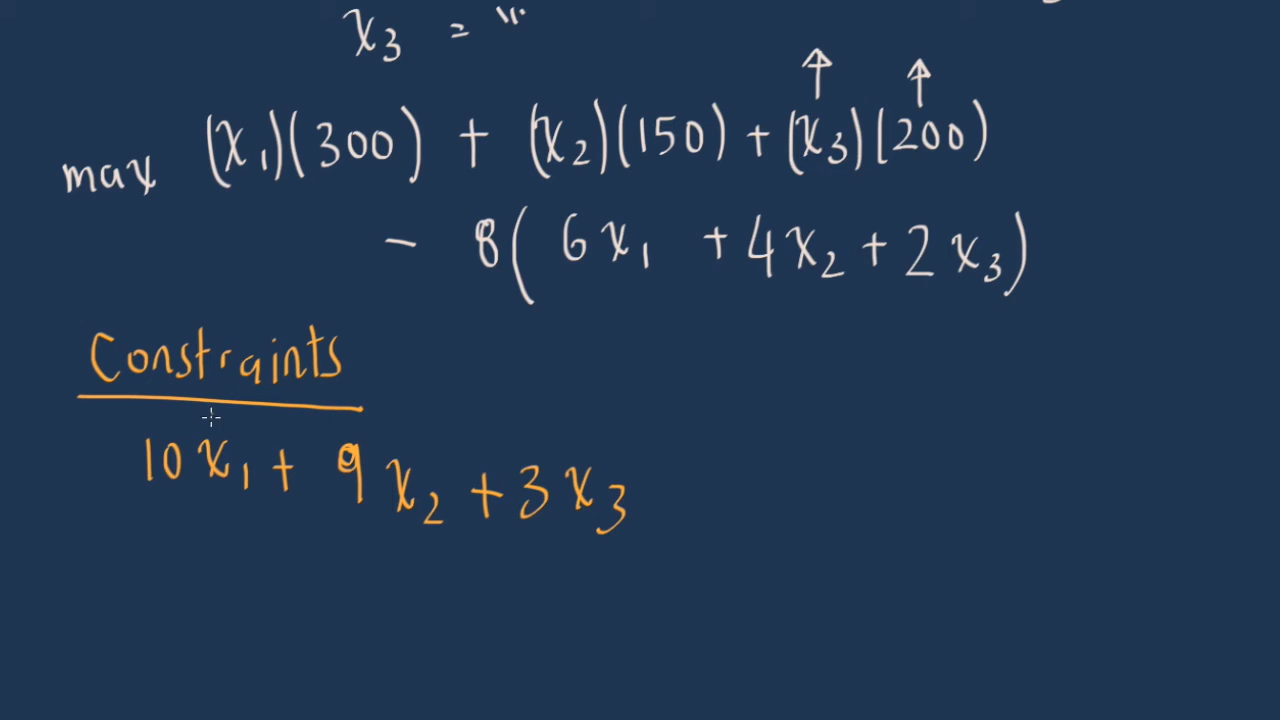 x₃ = "
max (x₁)(300) + (x₂)(150) + (x₃)(200)
- 8( 6x₁ + 4x₂ + 2x₃)
Constraints
10x₁ + 9x₂ + 3x₃